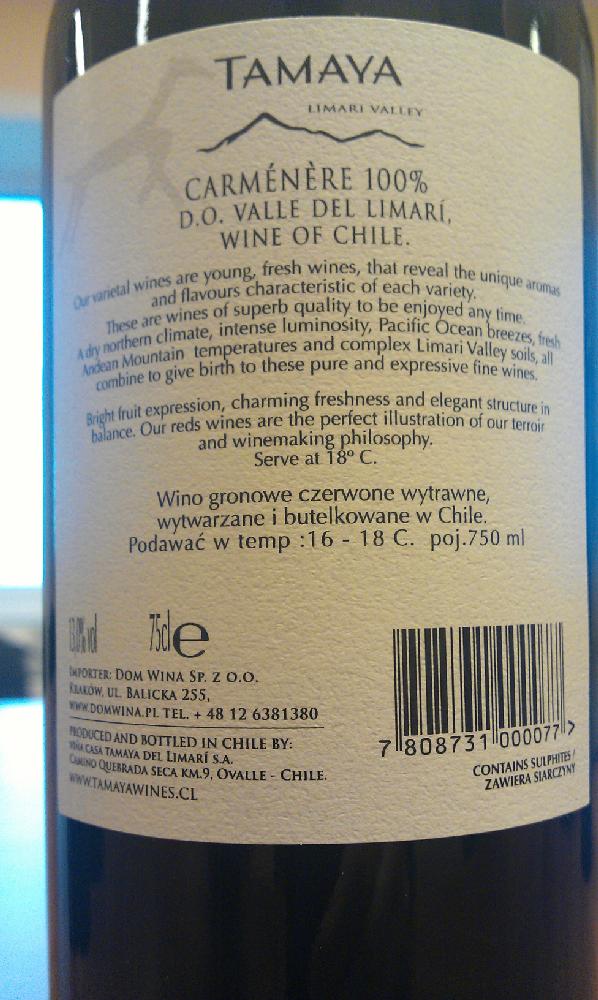 TAMAYA
LIMARI VALLEY
CARMÉNÈRE 100%
D.O. VALLE DEL LIMARÍ,
WINE OF CHILE.
Our varietal wines are young, fresh wines, that reveal the unique aromas
and flavours characteristic of each variety.
These are wines of superb quality to be enjoyed any time.
A dry northern climate, intense luminosity, Pacific Ocean breezes, fresh
Andean Mountain temperatures and complex Limari Valley soils, all
combine to give birth to these pure and expressive fine wines.
Bright fruit expression, charming freshness and elegant structure in
balance. Our reds wines are the perfect illustration of our terroir
and winemaking philosophy.
Serve at 18º C.
Wino gronowe czerwone wytrawne,
wytwarzane i butelkowane w Chile.
Podawać w temp :16 - 18 C. poj.750 ml
13.0% vol 75cl e
IMPORTER: DOM WINA SP. Z O.O.
KRAKÓW, UL. BALICKA 255,
WWW.DOMWINA.PL TEL. + 48 12 6381380
PRODUCED AND BOTTLED IN CHILE BY:
VIÑA CASA TAMAYA DEL LIMARÍ S.A.
CAMINO QUEBRADA SECA KM.9, OVALLE - CHILE.
WWW.TAMAYAWINES.CL
7 808731 000077 >
CONTAINS SULPHITES /
ZAWIERA SIARCZYNY